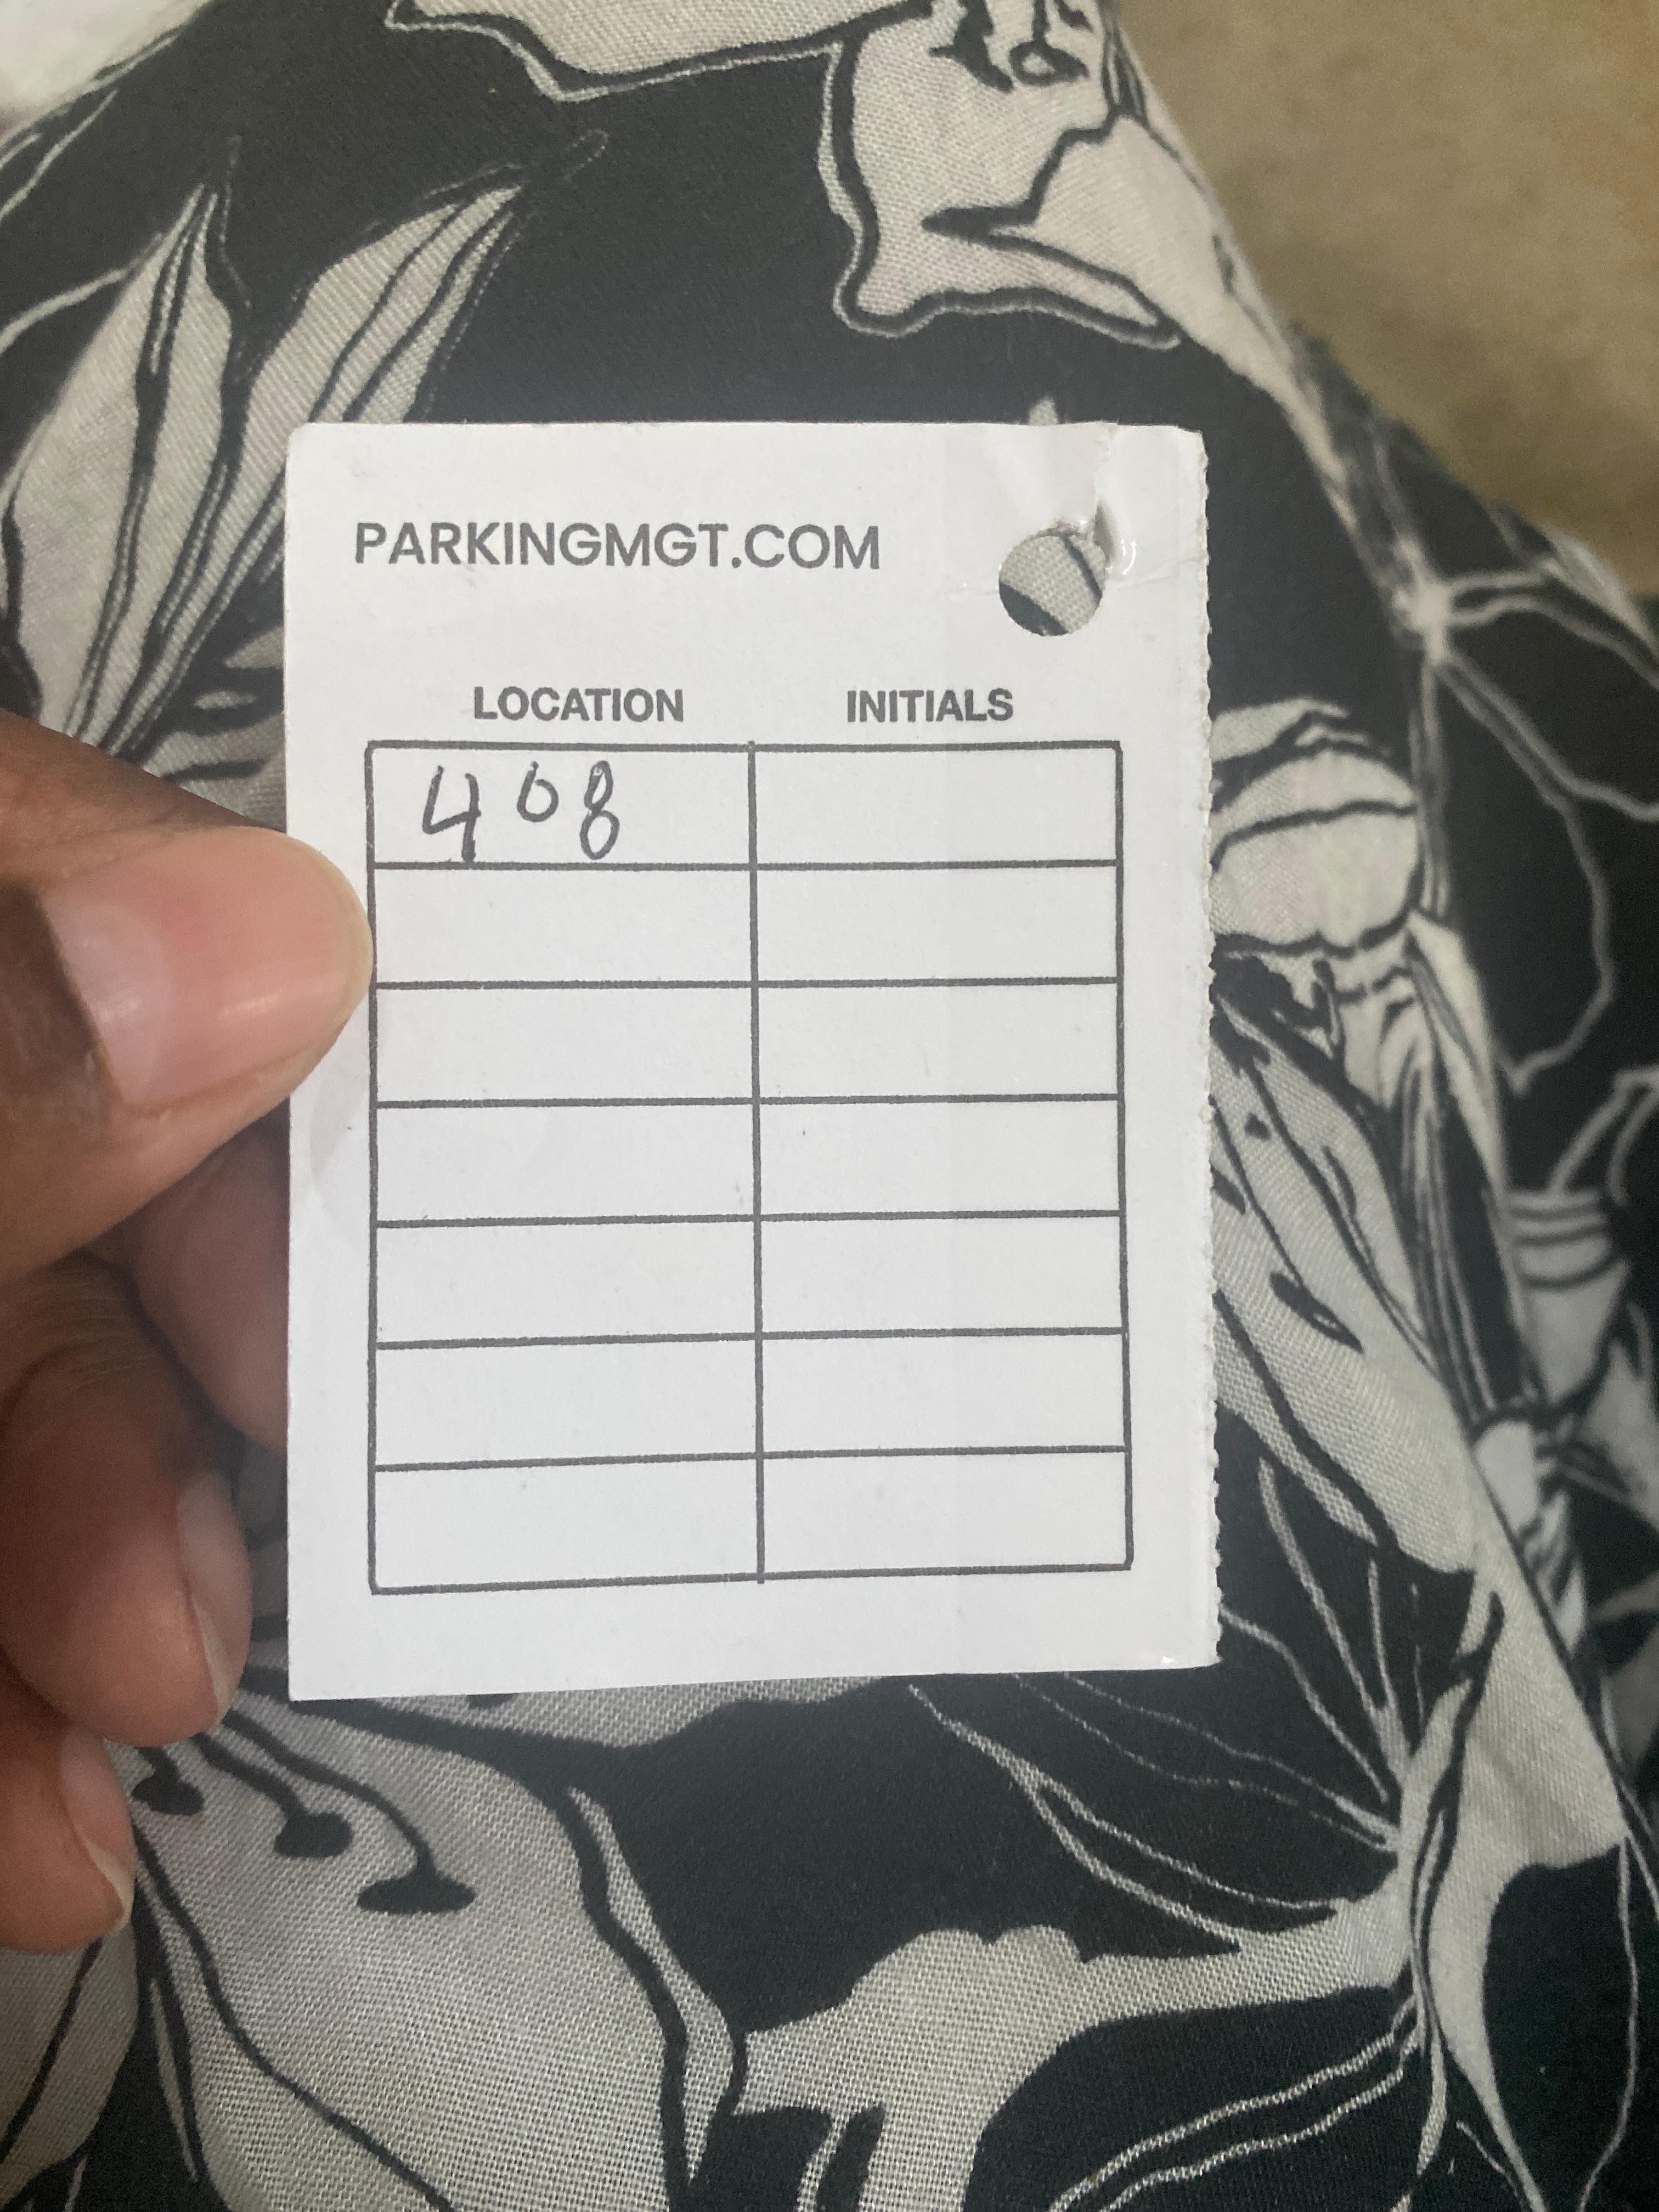 PARKINGMGT.COM
LOCATION INITIALS
408